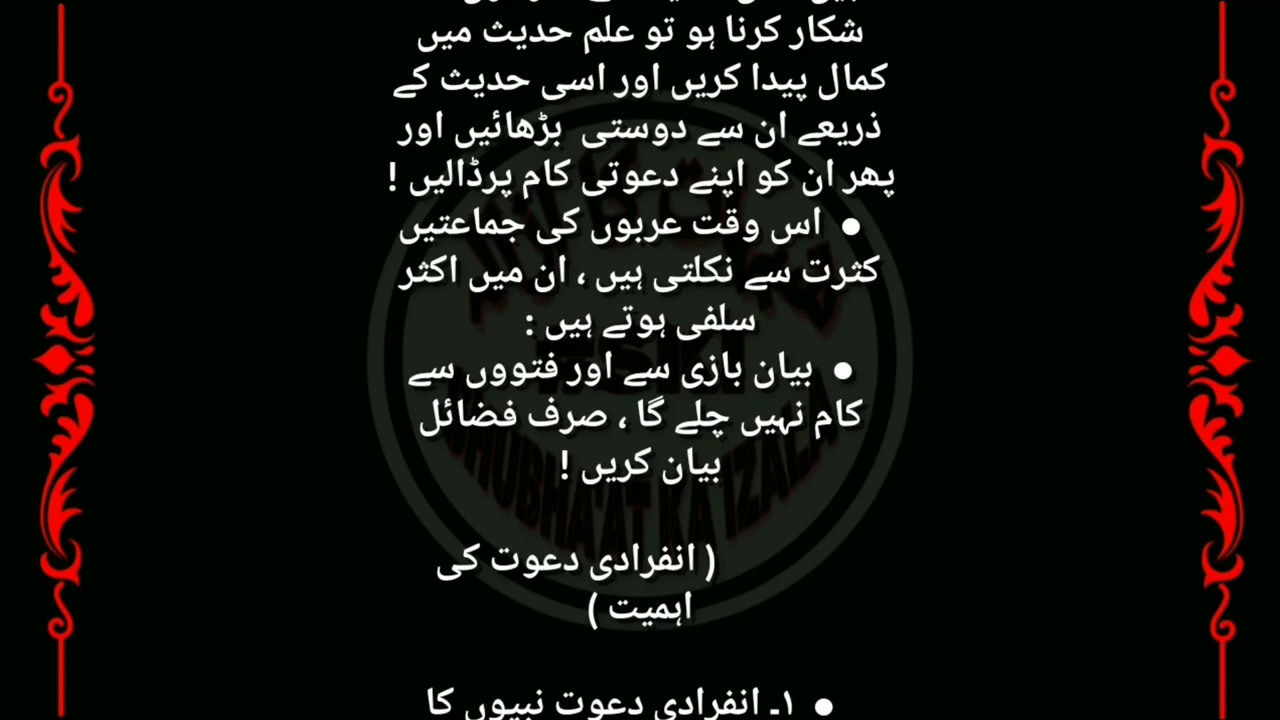 شکار کرنا ہو تو علم حدیث میں
کمال پیدا کریں اور اسی حدیث کے
ذریعے ان سے دوستی بڑھائیں اور
پھر ان کو اپنے دعوتی کام پرڈالیں !
● اس وقت عربوں کی جماعتیں
کثرت سے نکلتی ہیں ، ان میں اکثر
سلفی ہوتے ہیں :
● بیان بازی سے اور فتووں سے
کام نہیں چلے گا ، صرف فضائل
بیان کریں !
( انفرادی دعوت کی
اہمیت )
● ۱۔ انفرادی دعوت نبیوں کا
SHUBHAAT KA IZALA